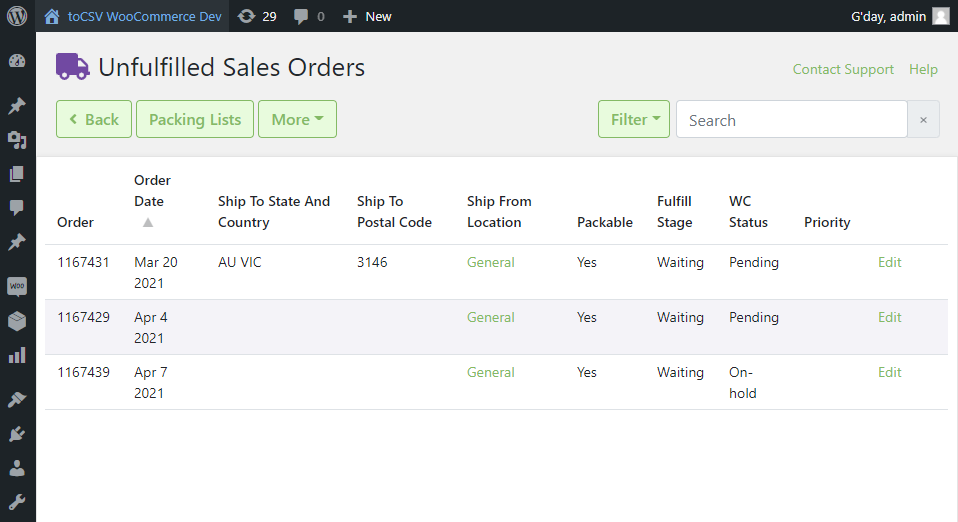 toCSV WooCommerce Dev 29 0 New G'day, admin
Unfulfilled Sales Orders
Contact Support Help
Back Packing Lists More Filter Search ×
Order Order Date Ship To State And Country Ship To Postal Code Ship From Location Packable Fulfill Stage WC Status Priority
1167431 Mar 20 2021 AU VIC 3146 General Yes Waiting Pending Edit
1167429 Apr 4 2021 General Yes Waiting Pending Edit
1167439 Apr 7 2021 General Yes Waiting On-hold Edit
woo